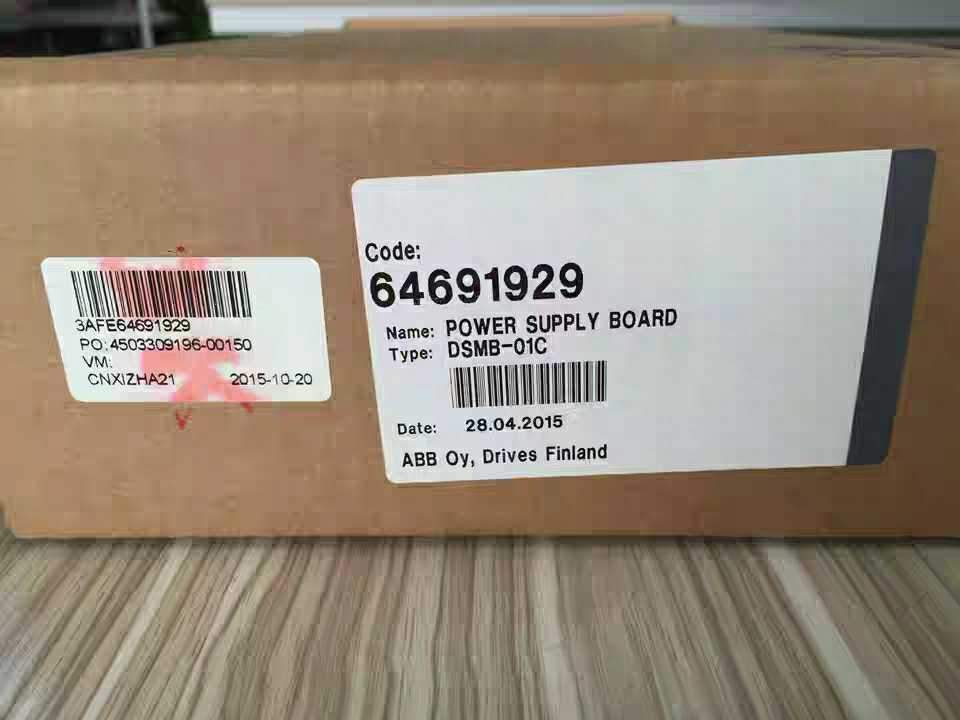 3AFE64691929
PO:4503309196-00150
VM:
CNXIZHA21 2015-10-20
Code:
64691929
Name: POWER SUPPLY BOARD
Type: DSMB-01C
Date: 28.04.2015
ABB Oy, Drives Finland